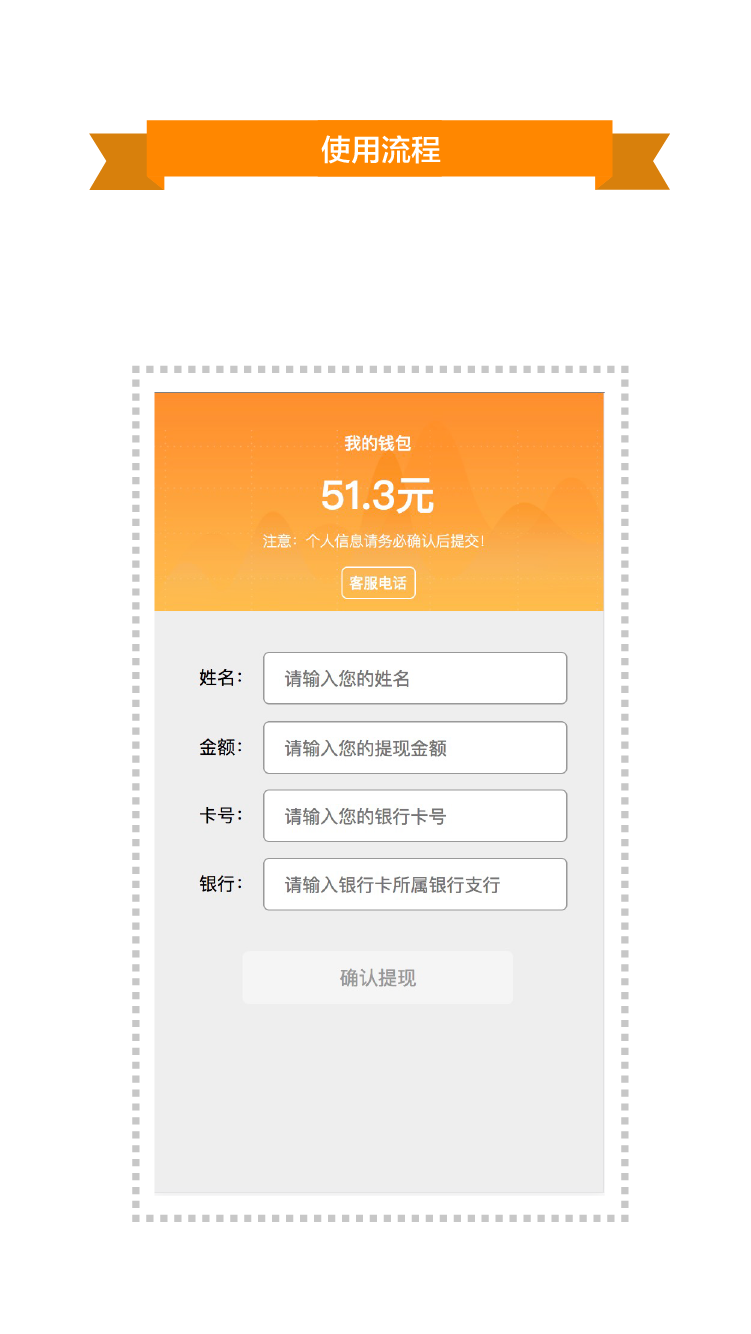 使用流程
我的钱包
51.3元
注意：个人信息请务必确认后提交！
客服电话
姓名： 请输入您的姓名
金额： 请输入您的提现金额
卡号： 请输入您的银行卡号
银行： 请输入银行卡所属银行支行
确认提现